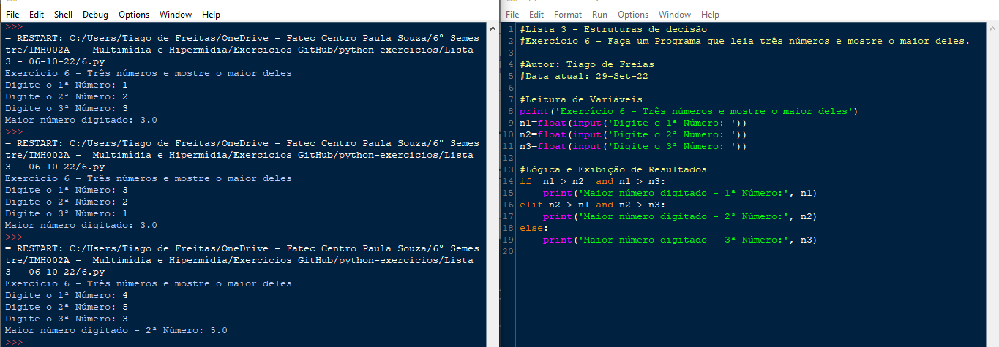 File Edit Shell Debug Options Window Help
>>>
= RESTART: C:/Users/Tiago de Freitas/OneDrive - Fatec Centro Paula Souza/6° Semes
tre/IMH002A -  Multimídia e Hipermídia/Exercicios GitHub/python-exercicios/Lista
3 - 06-10-22/6.py
Exercício 6 - Três números e mostre o maior deles
Digite o 1ª Número: 1
Digite o 2ª Número: 2
Digite o 3ª Número: 3
Maior número digitado: 3.0
>>>
= RESTART: C:/Users/Tiago de Freitas/OneDrive - Fatec Centro Paula Souza/6° Semes
tre/IMH002A -  Multimídia e Hipermídia/Exercicios GitHub/python-exercicios/Lista
3 - 06-10-22/6.py
Exercício 6 - Três números e mostre o maior deles
Digite o 1ª Número: 3
Digite o 2ª Número: 2
Digite o 3ª Número: 1
Maior número digitado: 3.0
>>>
= RESTART: C:/Users/Tiago de Freitas/OneDrive - Fatec Centro Paula Souza/6° Semes
tre/IMH002A -  Multimídia e Hipermídia/Exercicios GitHub/python-exercicios/Lista
3 - 06-10-22/6.py
Exercício 6 - Três números e mostre o maior deles
Digite o 1ª Número: 4
Digite o 2ª Número: 5
Digite o 3ª Número: 3
Maior número digitado - 2ª Número: 5.0
>>>
File Edit Format Run Options Window Help
1 #Lista 3 - Estruturas de decisão
2 #Exercício 6 - Faça um Programa que leia três números e mostre o maior deles.
3
4 #Autor: Tiago de Freias
5 #Data atual: 29-Set-22
6
7 #Leitura de Variáveis
8 print('Exercício 6 - Três números e mostre o maior deles')
9 n1=float(input('Digite o 1ª Número: '))
10 n2=float(input('Digite o 2ª Número: '))
11 n3=float(input('Digite o 3ª Número: '))
12
13 #Lógica e Exibição de Resultados
14 if  n1 > n2  and n1 > n3:
15     print('Maior número digitado - 1ª Número:', n1)
16 elif n2 > n1 and n2 > n3:
17     print('Maior número digitado - 2ª Número:', n2)
18 else:
19     print('Maior número digitado - 3ª Número:', n3)
20